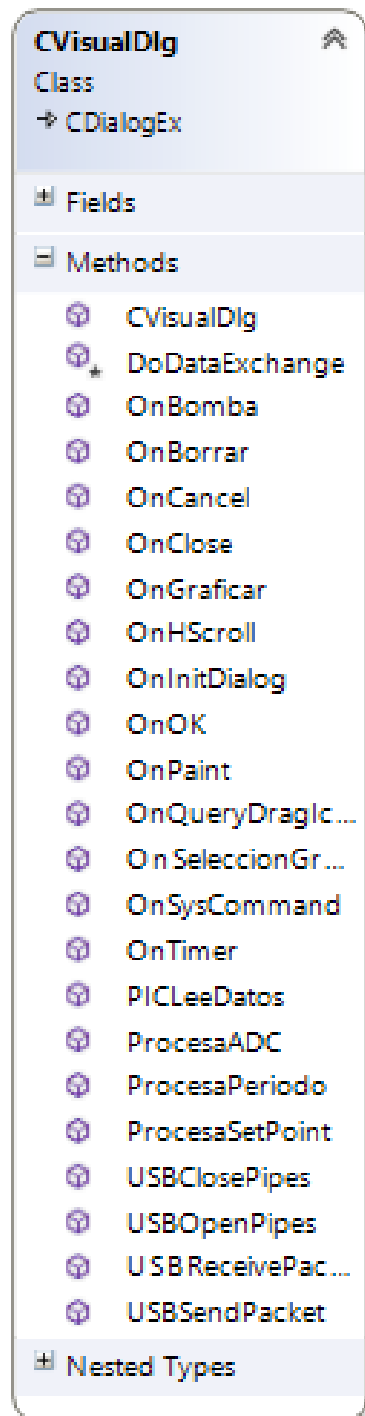 CVisualDlg
Class
CDialogEx
Fields
Methods
CVisualDlg
DoDataExchange
OnBomba
OnBorrar
OnCancel
OnClose
OnGraficar
OnHScroll
OnInitDialog
OnOK
OnPaint
OnQueryDragIc...
OnSeleccionGr...
OnSysCommand
OnTimer
PICLeeDatos
ProcesaADC
ProcesaPeriodo
ProcesaSetPoint
USBClosePipes
USBOpenPipes
USBReceivePac...
USBSendPacket
Nested Types